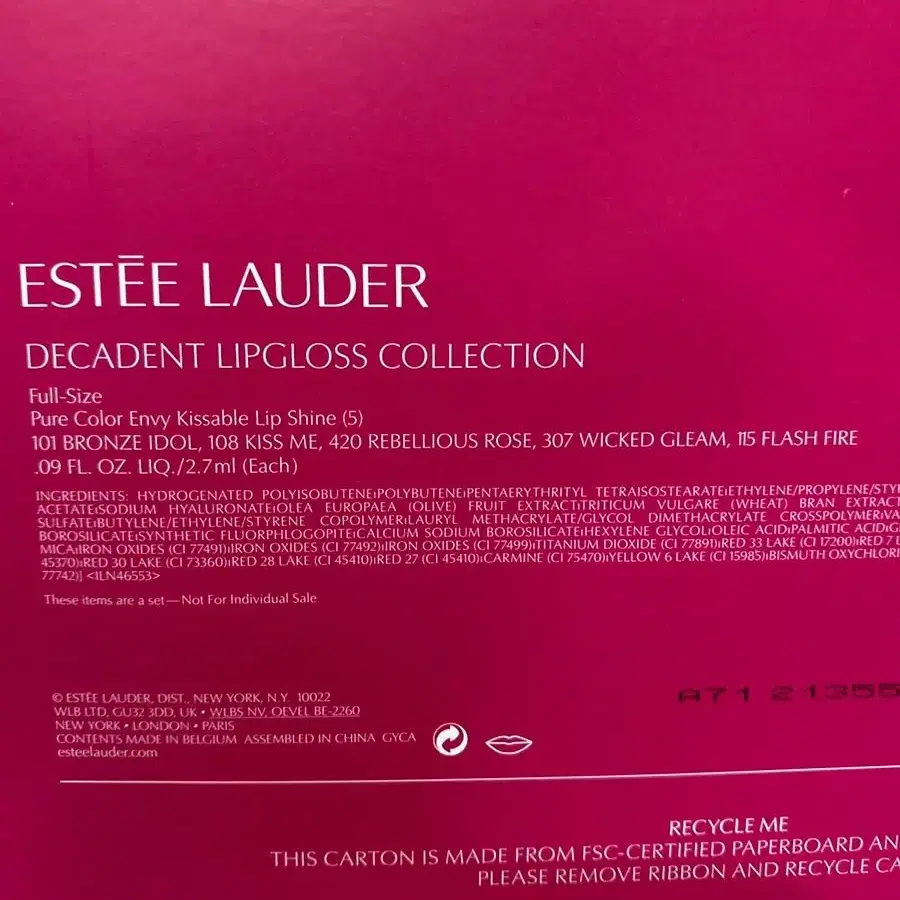 ESTĒE LAUDER
DECADENT LIPGLOSS COLLECTION
Full-Size
Pure Color Envy Kissable Lip Shine (5)
101 BRONZE IDOL, 108 KISS ME, 420 REBELLIOUS ROSE, 307 WICKED GLEAM, 115 FLASH FIRE
.09 FL. OZ. LIQ./2.7ml (Each)
INGREDIENTS: HYDROGENATED POLYISOBUTENE|POLYBUTENE|PENTAERYTHRITYL TETRAISOSTEARATE|ETHYLENE/PROPYLENE/STY
ACETATE|SODIUM HYALURONATE|OLEA EUROPAEA (OLIVE) FRUIT EXTRACT|TRITICUM VULGARE (WHEAT) BRAN EXTRACT
SULFATE|BUTYLENE/ETHYLENE/STYRENE COPOLYMER|LAURYL METHACRYLATE/GLYCOL DIMETHACRYLATE CROSSPOLYMER|VA
BOROSILICATE|SYNTHETIC FLUORPHLOGOPITE|CALCIUM SODIUM BOROSILICATE|HEXYLENE GLYCOL|OLEIC ACID|PALMITIC ACID|G
MICA|IRON OXIDES (CI 77491)|IRON OXIDES (CI 77492)|IRON OXIDES (CI 77499)|TITANIUM DIOXIDE (CI 77891)|RED 33 LAKE (CI 17200)|RED 7 L
45370)|RED 30 LAKE (CI 73360)|RED 28 LAKE (CI 45410)|RED 27 (CI 45410)|CARMINE (CI 75470)|YELLOW 6 LAKE (CI 15985)|BISMUTH OXYCHLORI
77742)] <ILN46553>
These items are a set—Not For Individual Sale
© ESTĒE LAUDER, DIST., NEW YORK, N.Y. 10022
WLB LTD, GU32 3DD, UK • WLBS NV, OEVEL BE-2260
NEW YORK • LONDON • PARIS
CONTENTS MADE IN BELGIUM ASSEMBLED IN CHINA GYCA
esteelauder.com
A71 21355
RECYCLE ME
THIS CARTON IS MADE FROM FSC-CERTIFIED PAPERBOARD AN
PLEASE REMOVE RIBBON AND RECYCLE CA